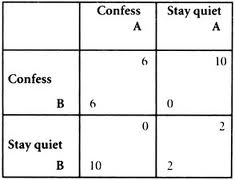 Confess Stay quiet
A A
6 10
Confess
B 6 0
0 2
Stay quiet
B 10 2